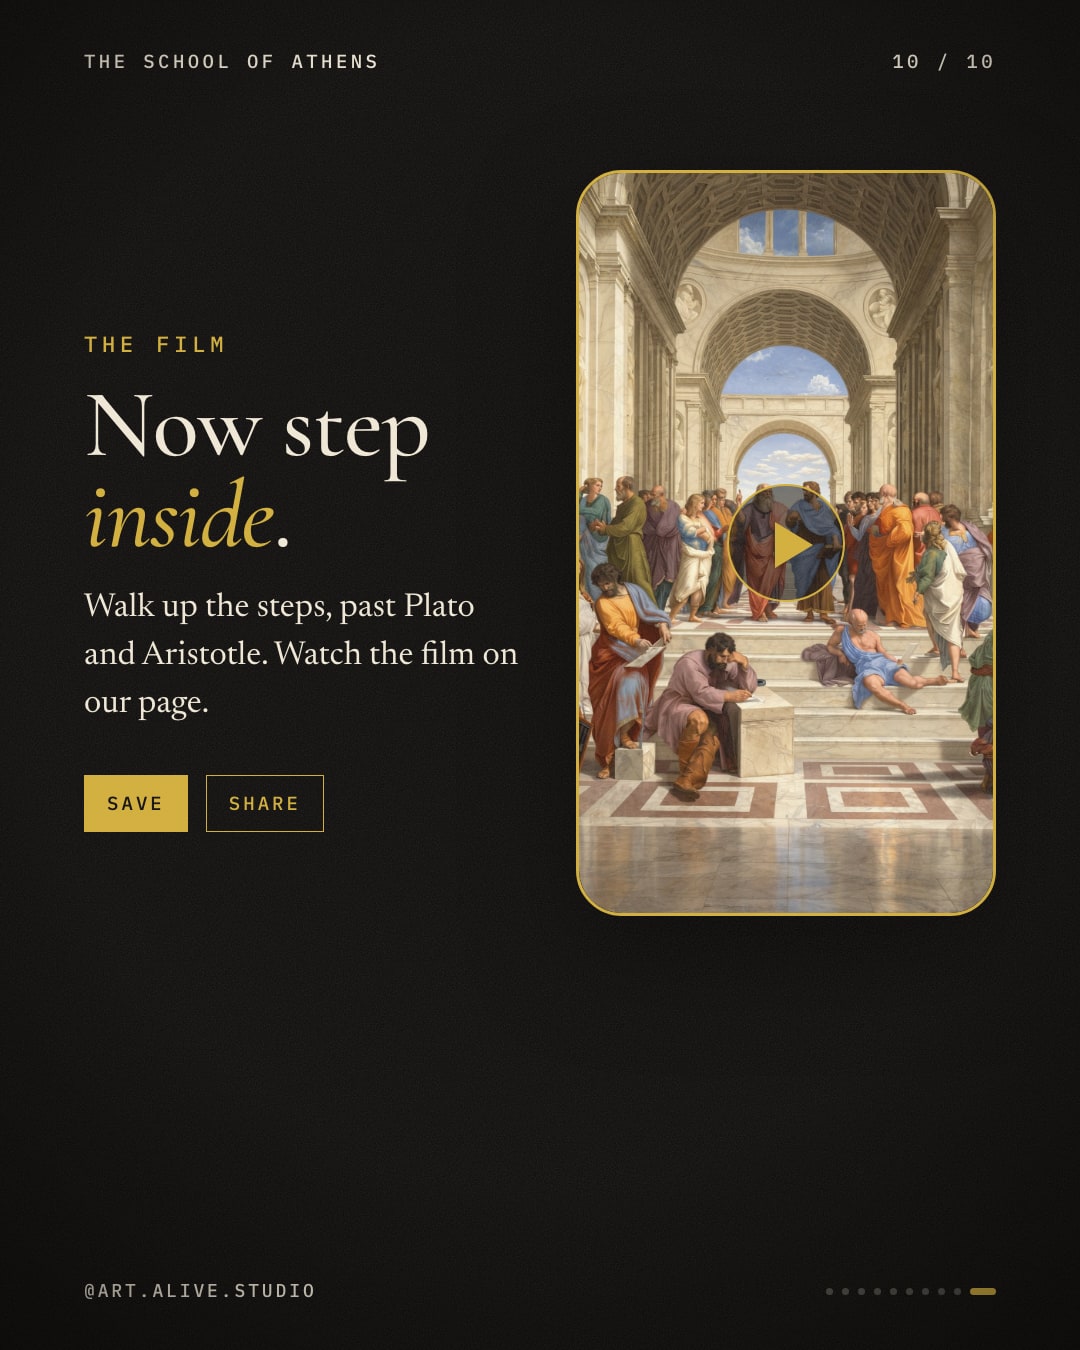 THE SCHOOL OF ATHENS
10 / 10
THE FILM
Now step
inside.
Walk up the steps, past Plato
and Aristotle. Watch the film on
our page.
SAVE
SHARE
@ART.ALIVE.STUDIO